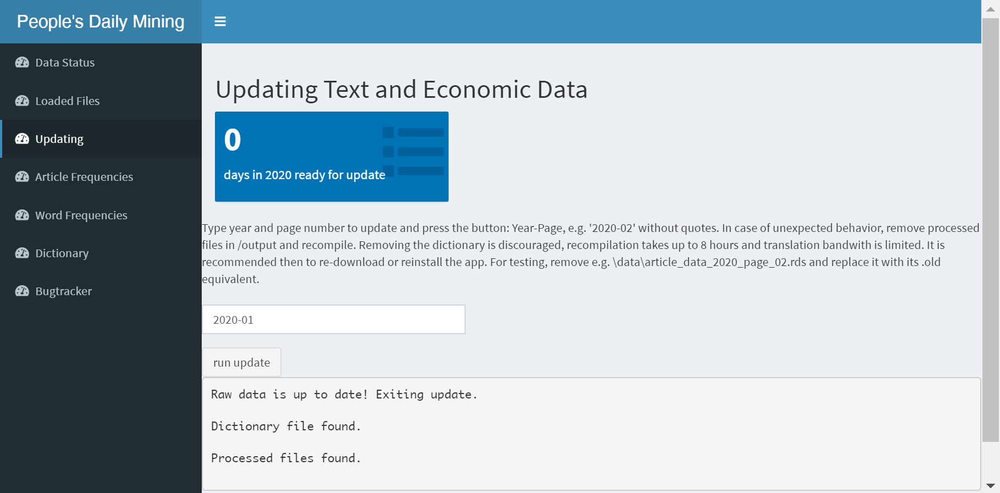 People's Daily Mining
Data Status
Loaded Files
Updating
Article Frequencies
Word Frequencies
Dictionary
Bugtracker
Updating Text and Economic Data
0
days in 2020 ready for update
Type year and page number to update and press the button: Year-Page, e.g. '2020-02' without quotes. In case of unexpected behavior, remove processed
files in /output and recompile. Removing the dictionary is discouraged, recompilation takes up to 8 hours and translation bandwith is limited. It is
recommended then to re-download or reinstall the app. For testing, remove e.g. \data\article_data_2020_page_02.rds and replace it with its .old
equivalent.
2020-01
run update
Raw data is up to date! Exiting update.
Dictionary file found.
Processed files found.